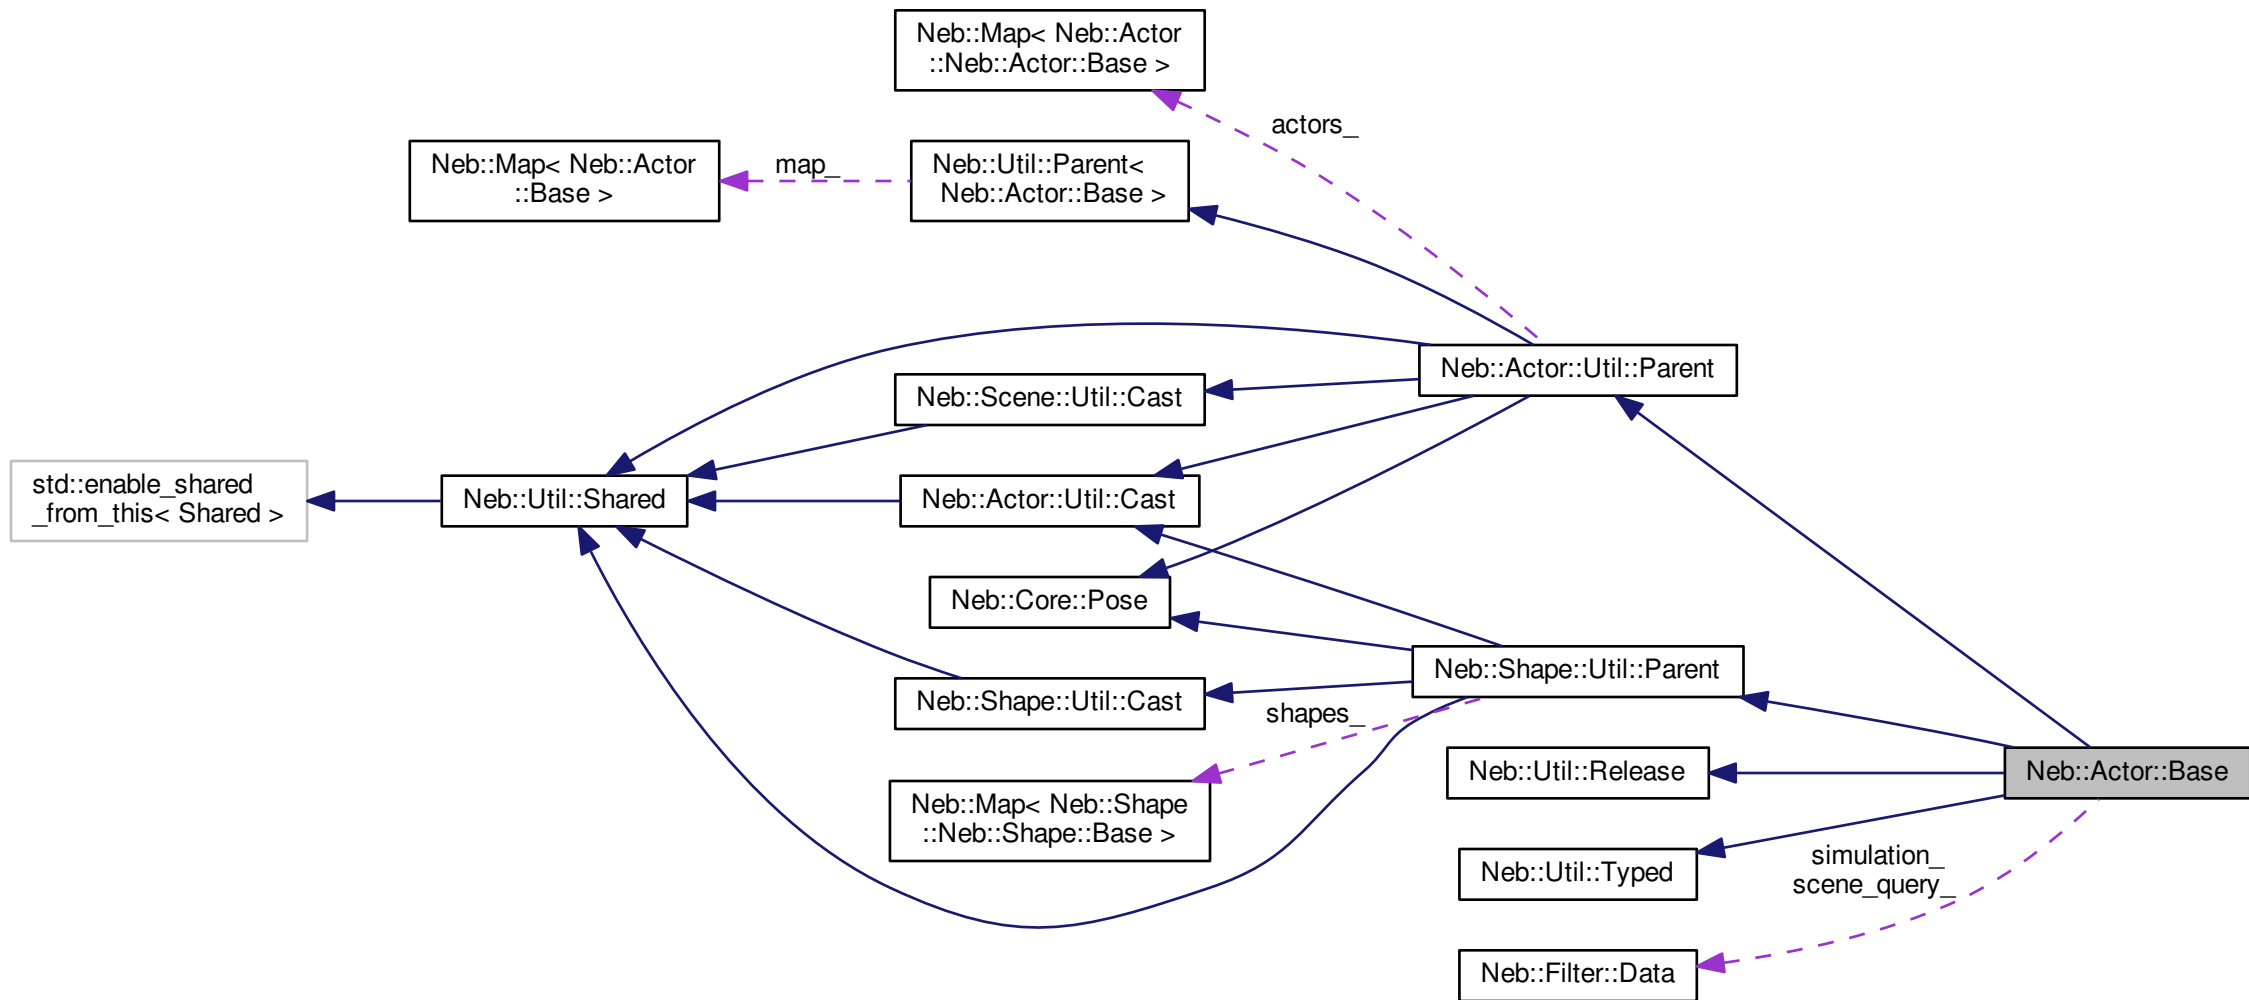 Neb::Map< Neb::Actor
::Neb::Actor::Base >
actors_
Neb::Map< Neb::Actor
::Base >
map_
Neb::Util::Parent<
Neb::Actor::Base >
Neb::Actor::Util::Parent
Neb::Scene::Util::Cast
std::enable_shared
_from_this< Shared >
Neb::Util::Shared
Neb::Actor::Util::Cast
Neb::Core::Pose
Neb::Shape::Util::Parent
Neb::Shape::Util::Cast
shapes_
Neb::Map< Neb::Shape
::Neb::Shape::Base >
Neb::Util::Release
Neb::Actor::Base
Neb::Util::Typed
simulation_
scene_query_
Neb::Filter::Data